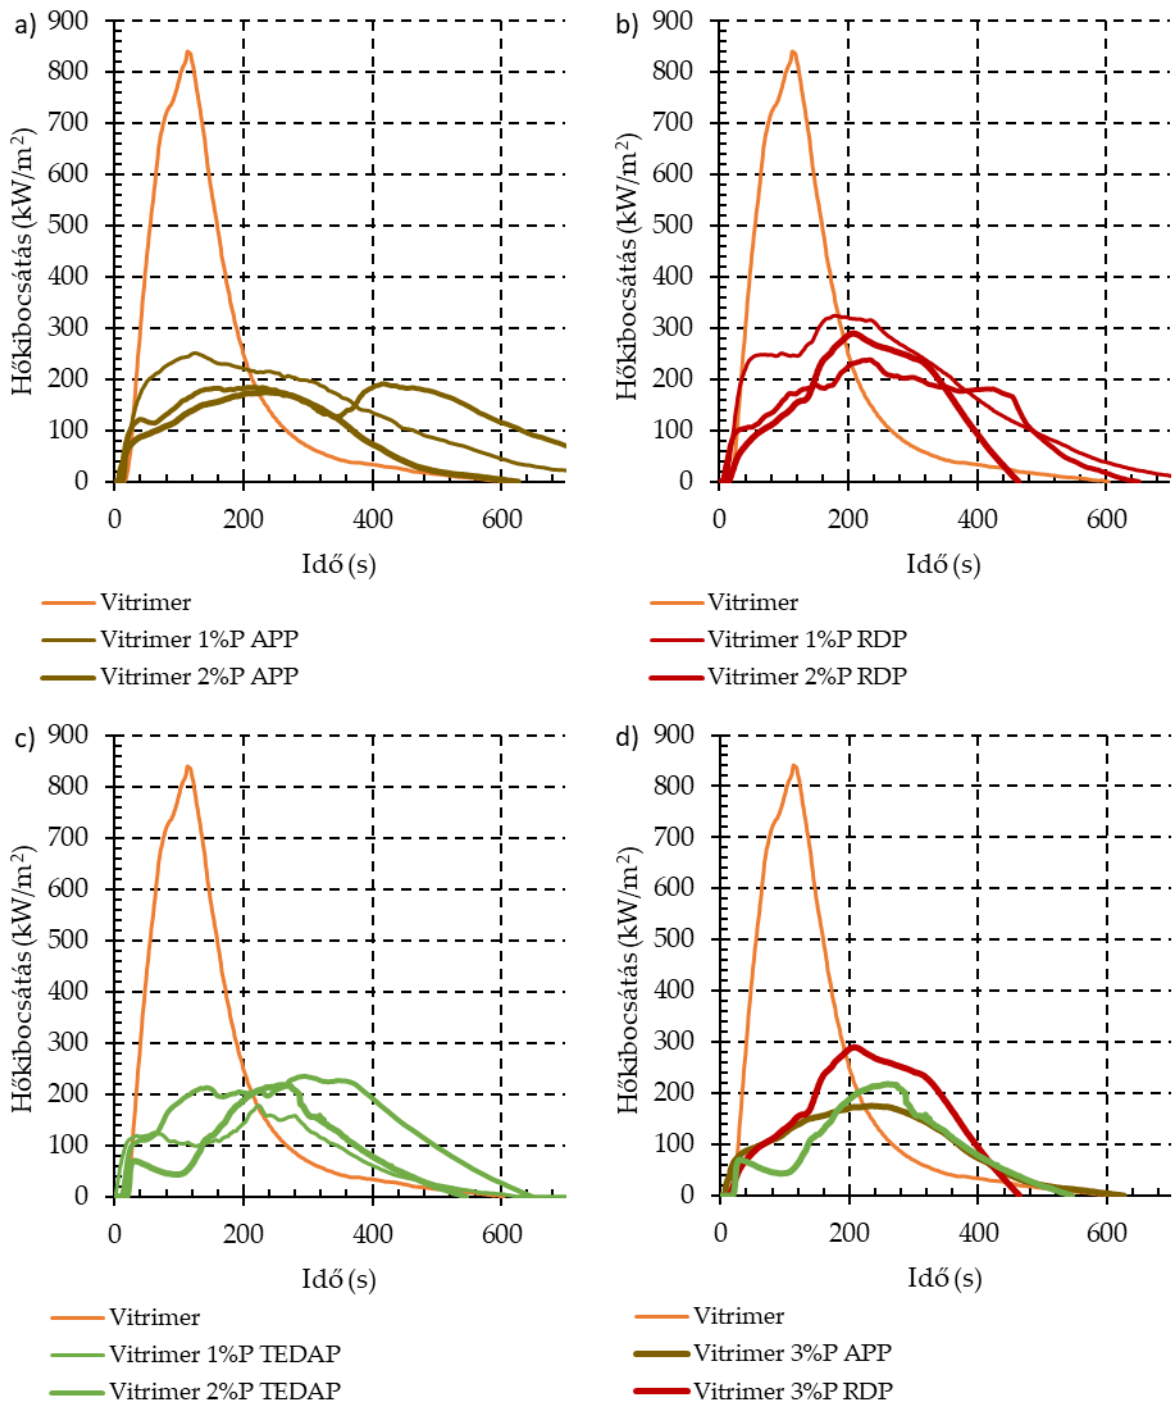 a)
900
800
700
600
500
400
300
200
100
0
Hőkibocsátás (kW/m²)
0 200 400 600
Idő (s)
Vitrimer
Vitrimer 1%P APP
Vitrimer 2%P APP
b)
900
800
700
600
500
400
300
200
100
0
Hőkibocsátás (kW/m²)
0 200 400 600
Idő (s)
Vitrimer
Vitrimer 1%P RDP
Vitrimer 2%P RDP
c)
900
800
700
600
500
400
300
200
100
0
Hőkibocsátás (kW/m²)
0 200 400 600
Idő (s)
Vitrimer
Vitrimer 1%P TEDAP
Vitrimer 2%P TEDAP
d)
900
800
700
600
500
400
300
200
100
0
Hőkibocsátás (kW/m²)
0 200 400 600
Idő (s)
Vitrimer
Vitrimer 3%P APP
Vitrimer 3%P RDP